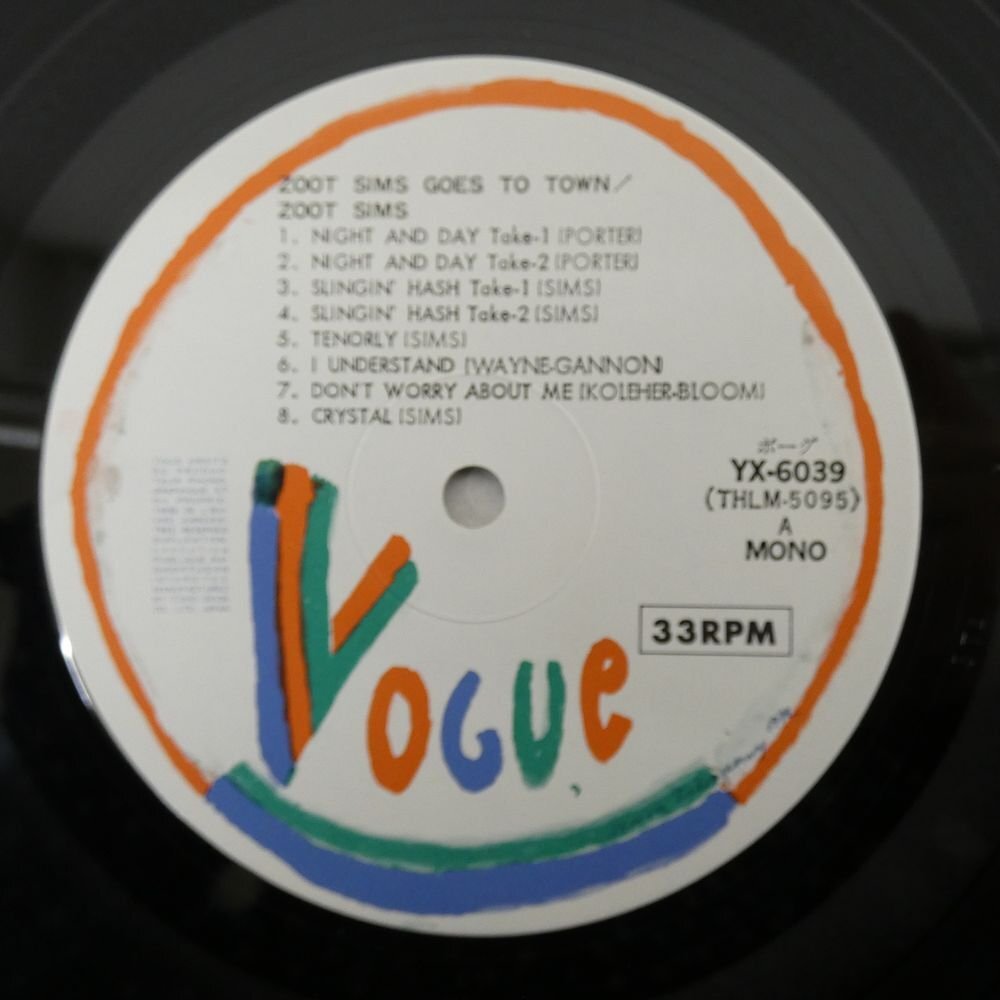 ZOOT SIMS GOES TO TOWN/
ZOOT SIMS
1. NIGHT AND DAY Take-1 (PORTER)
2. NIGHT AND DAY Take-2 (PORTER)
3. SLINGIN' HASH Take-1 (SIMS)
4. SLINGIN' HASH Take-2 (SIMS)
5. TENORLY (SIMS)
6. I UNDERSTAND (WAYNE-GANNON)
7. DON'T WORRY ABOUT ME (KOLEHER-BLOOM)
8. CRYSTAL (SIMS)
ボーグ
YX-6039
(THLM-5095)
A
MONO
33RPM
VOGUe